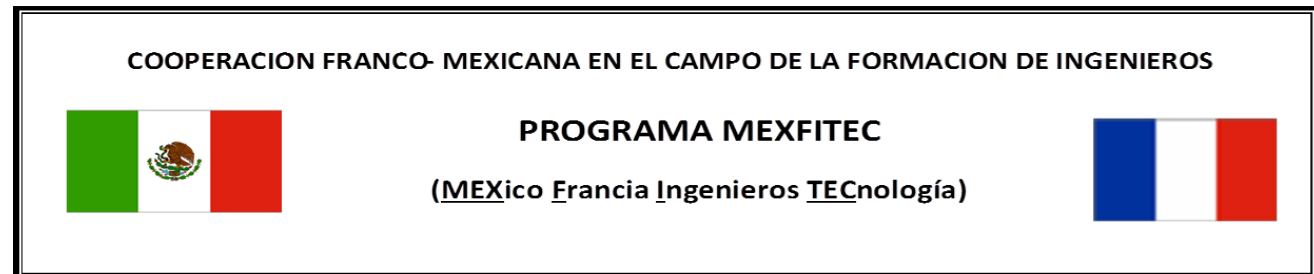 COOPERACION FRANCO- MEXICANA EN EL CAMPO DE LA FORMACION DE INGENIEROS
PROGRAMA MEXFITEC
(MEXico Francia Ingenieros TECnología)